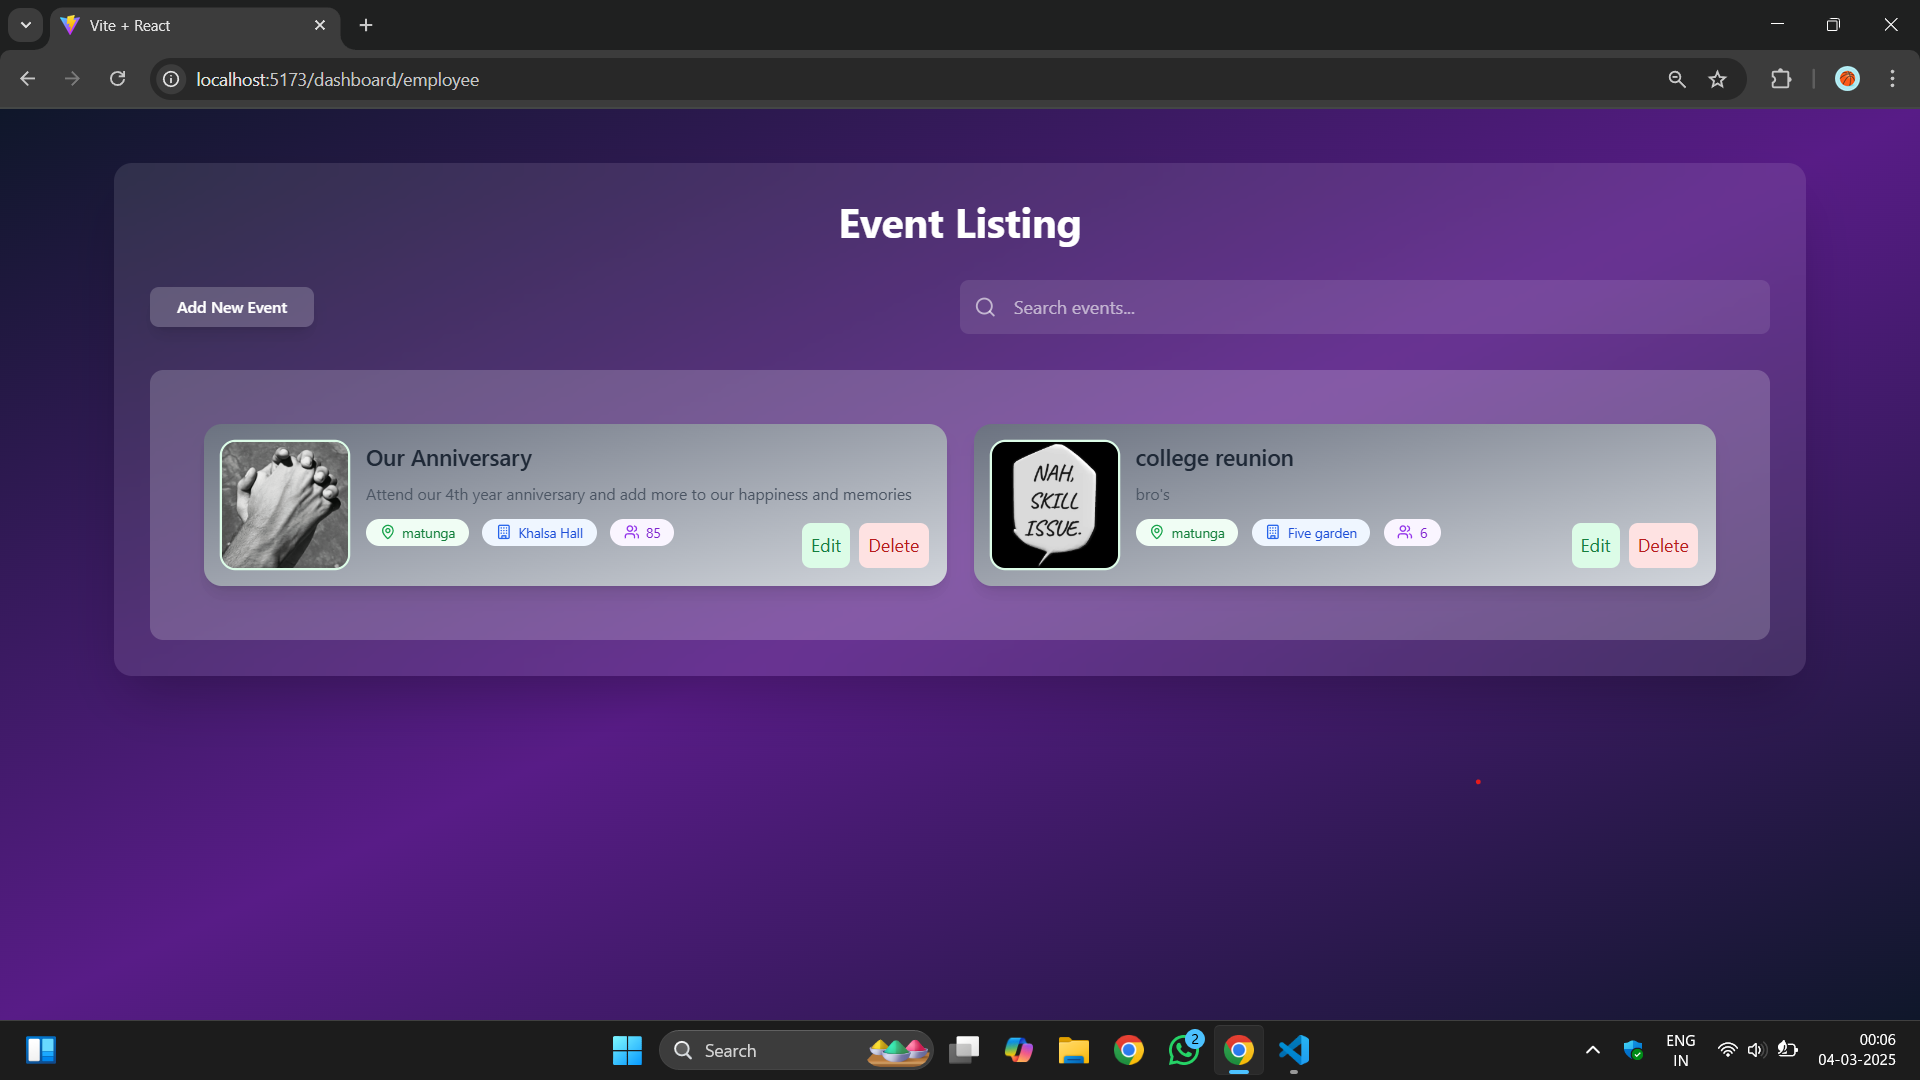 Vite + React
localhost:5173/dashboard/employee
Event Listing
Add New Event
Search events...
Our Anniversary
Attend our 4th year anniversary and add more to our happiness and memories
matunga
Khalsa Hall
85
Edit
Delete
NAH,
SKILL
ISSUE.
college reunion
bro's
matunga
Five garden
6
Edit
Delete
Search
2
ENG
IN
00:06
04-03-2025